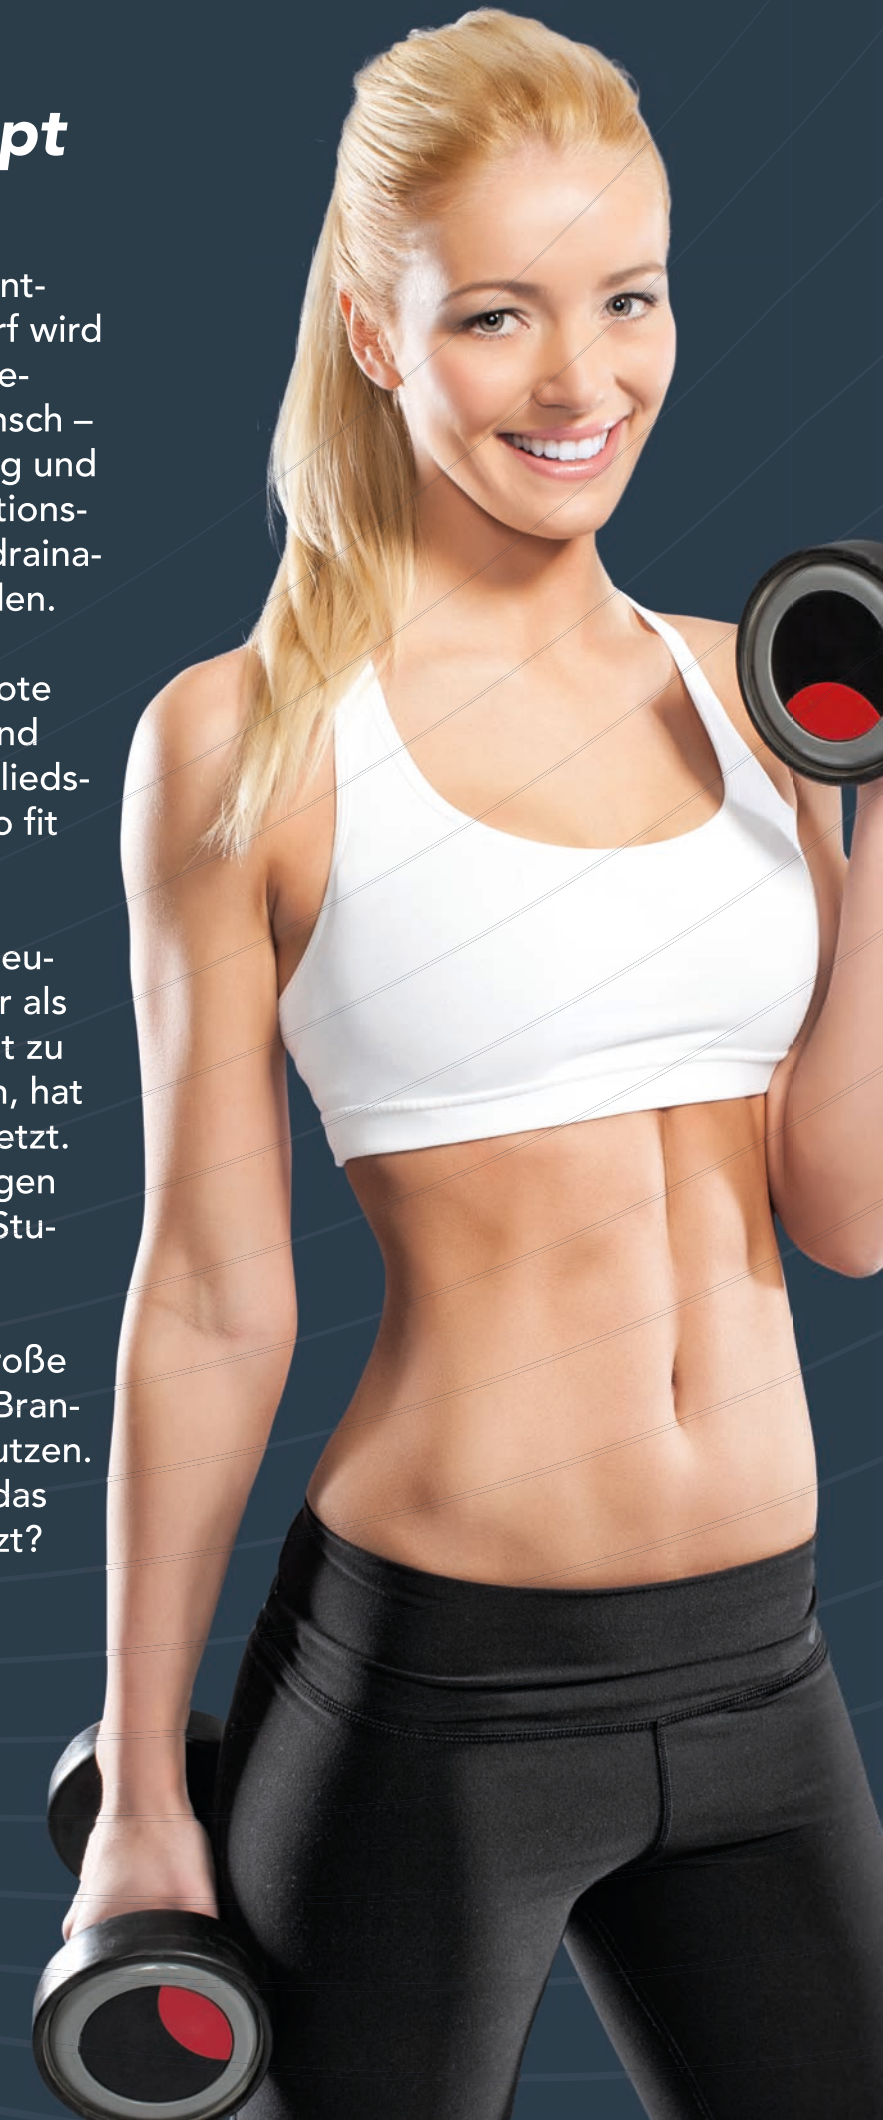 pt
nt-
rf wird
e-
nsch –
g und
tions-
draina-
len.
ote
nd
lieds-
o fit
eu-
r als
t zu
n, hat
etzt.
gen
Stu-
roße
Bran-
utzen.
das
zt?